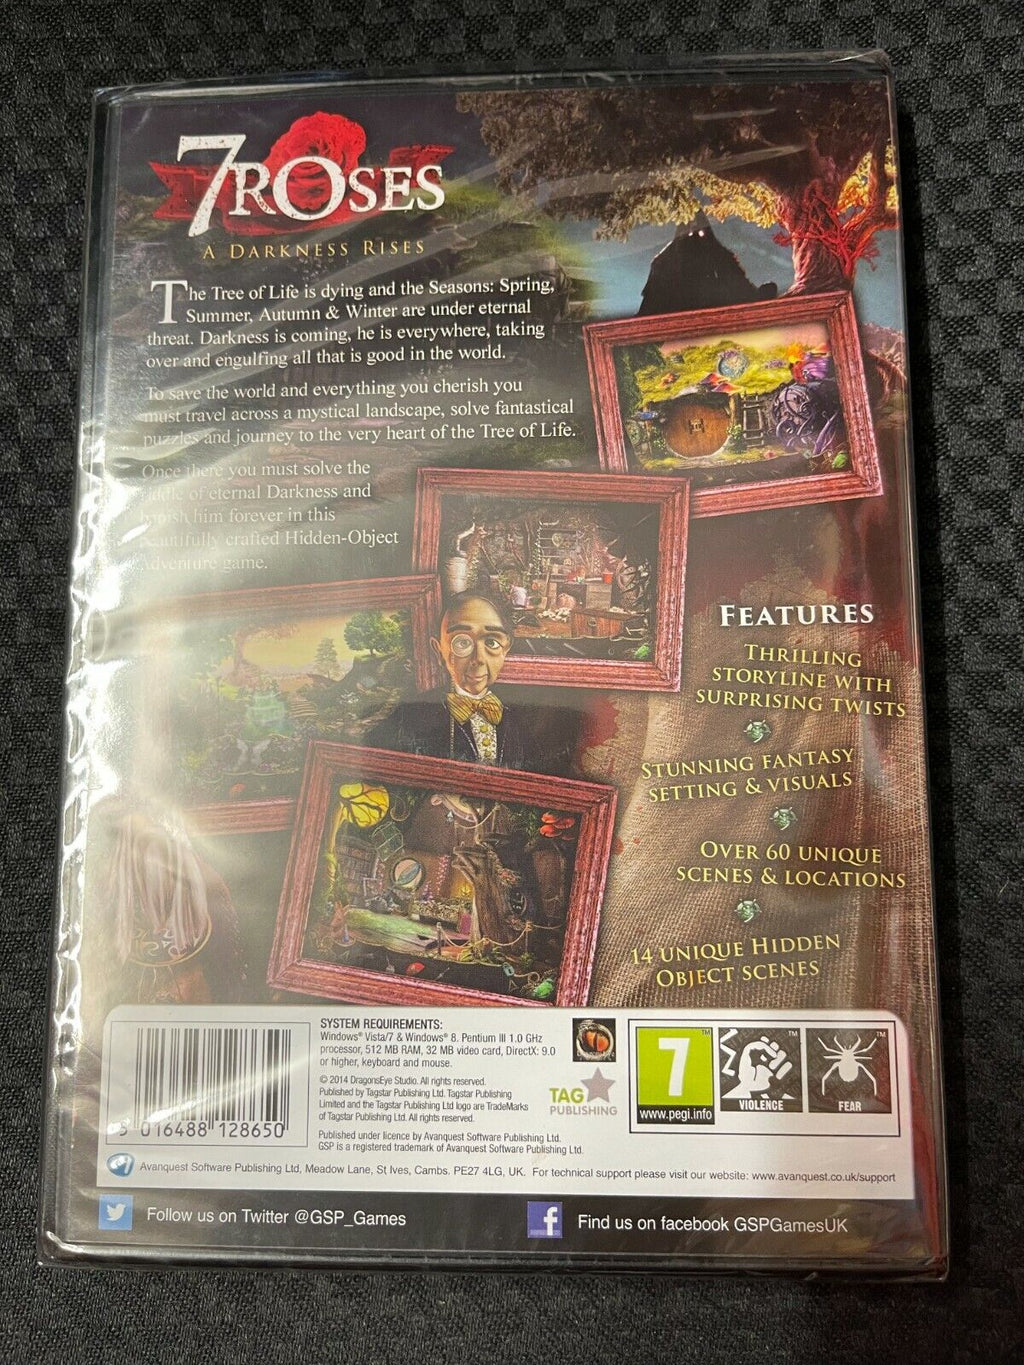 7 ROSES
A DARKNESS RISES
The Tree of Life is dying and the Seasons: Spring,
Summer, Autumn & Winter are under eternal
threat. Darkness is coming, he is everywhere, taking
over and engulfing all that is good in the world.
To save the world and everything you cherish you
must travel across a mystical landscape, solve fantastical
puzzles and journey to the very heart of the Tree of Life.
Once there you must solve the
riddle of eternal Darkness and
banish him forever in this
beautifully crafted Hidden-Object
Adventure game.
FEATURES
THRILLING
STORYLINE WITH
SURPRISING TWISTS
STUNNING FANTASY
SETTING & VISUALS
OVER 60 UNIQUE
SCENES & LOCATIONS
14 UNIQUE HIDDEN
OBJECT SCENES
SYSTEM REQUIREMENTS:
Windows® Vista/7 & Windows® 8. Pentium III 1.0 GHz
processor, 512 MB RAM, 32 MB video card, DirectX: 9.0
or higher, keyboard and mouse.
© 2014 DragonsEye Studio. All rights reserved.
Published by Tagstar Publishing Ltd. Tagstar Publishing
Limited and the Tagstar Publishing Ltd logo are TradeMarks
of Tagstar Publishing Ltd. All rights reserved.
Published under licence by Avanquest Software Publishing Ltd.
GSP is a registered trademark of Avanquest Software Publishing Ltd.
TAG
PUBLISHING
7
TM
www.pegi.info
TM
VIOLENCE
TM
FEAR
5 016488 128650
Avanquest Software Publishing Ltd, Meadow Lane, St Ives, Cambs. PE27 4LG, UK. For technical support please visit our website: www.avanquest.co.uk/support
Follow us on Twitter @GSP_Games
f Find us on facebook GSPGamesUK